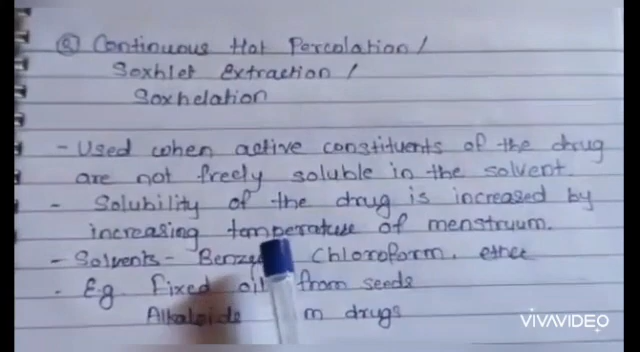 ⑧ Continuous Hot Percolation /
Soxhlet Extraction /
Soxhelation
- Used when active constituents of the drug
are not freely soluble in the solvent.
- Solubility of the drug is increased by
increasing temperature of menstruum.
- Solvents - Chloroform, ether
- E.g Fixed oil from seeds
Alkaloids drugs
VIVAVIDEO